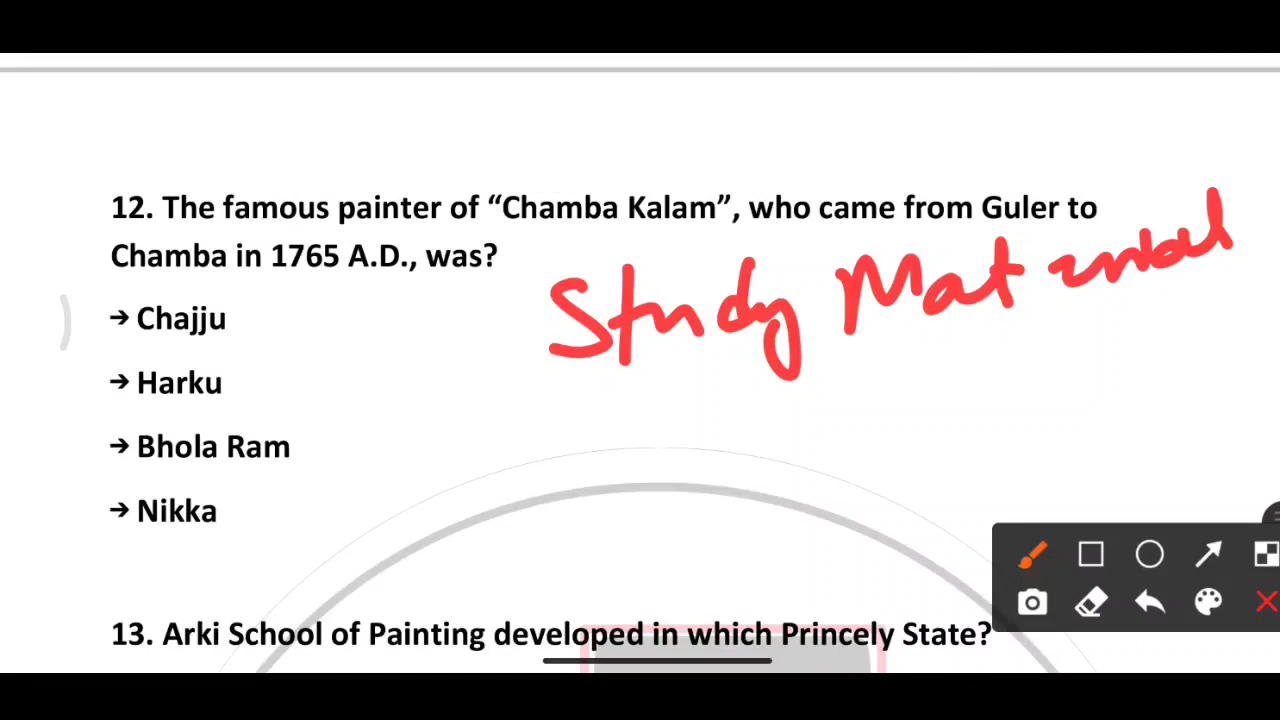 12. The famous painter of “Chamba Kalam”, who came from Guler to
Chamba in 1765 A.D., was?
Study Material
→ Chajju
→ Harku
→ Bhola Ram
→ Nikka
13. Arki School of Painting developed in which Princely State?